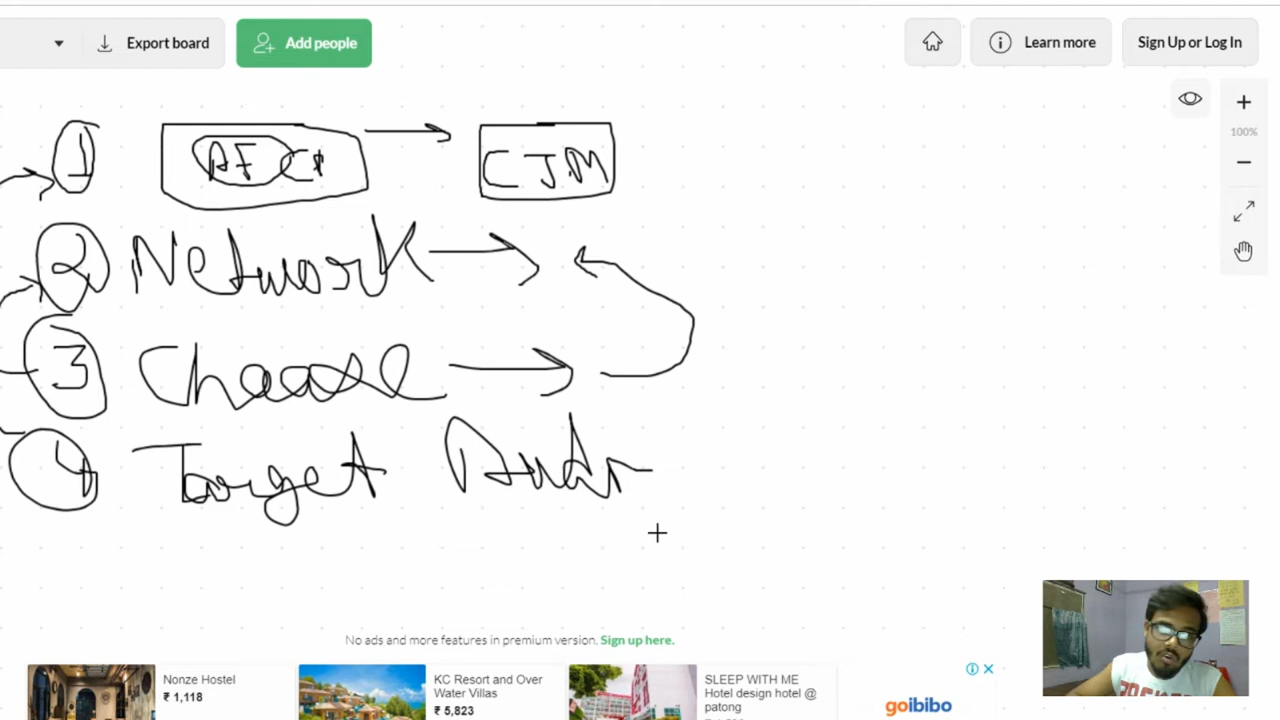 Export board
Add people
Learn more
Sign Up or Log In
100%
1
AF
CJM
2 Network
3 Choose
4 Target
No ads and more features in premium version. Sign up here.
Nonze Hostel
₹ 1,118
KC Resort and Over
Water Villas
₹ 5,823
SLEEP WITH ME
Hotel design hotel @
patong
goibibo